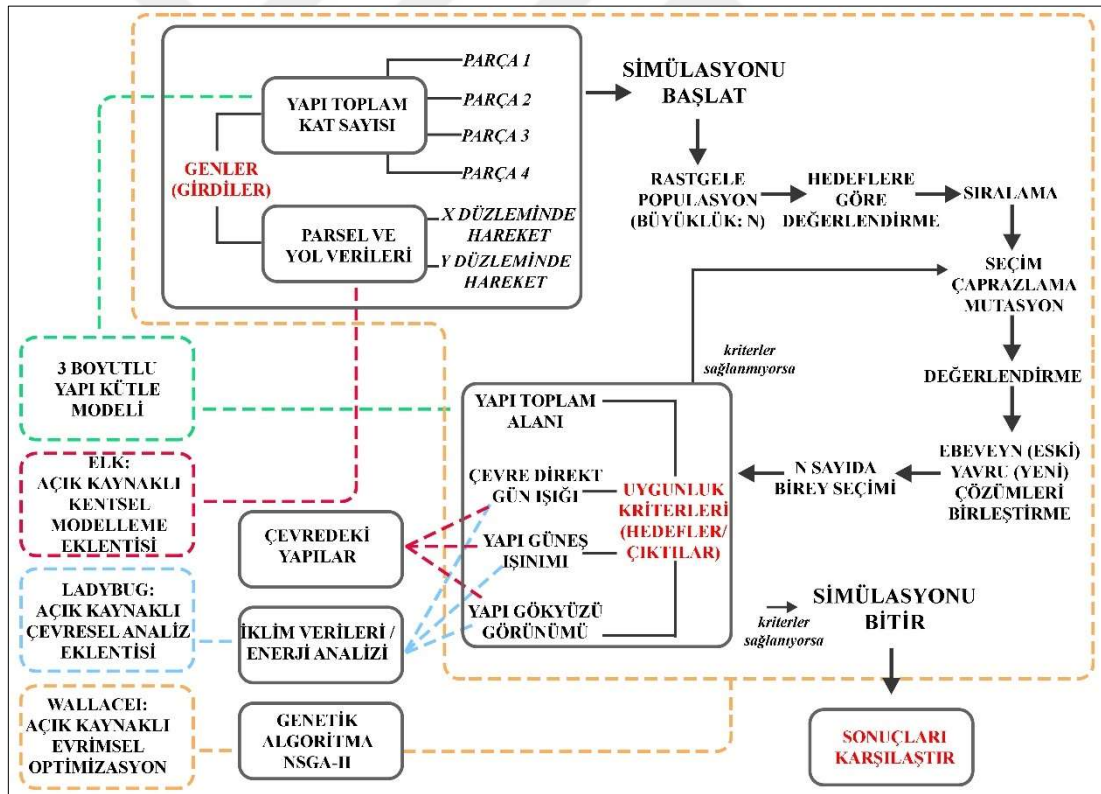 PARÇA 1
PARÇA 2
PARÇA 3
PARÇA 4
YAPI TOPLAM
KAT SAYISI
GENLER
(GİRDİLER)
PARSEL VE
YOL VERİLERİ
X DÜZLEMİNDE
HAREKET
Y DÜZLEMİNDE
HAREKET
SİMÜLASYONU
BAŞLAT
RASTGELE
POPULASYON
(BÜYÜKLÜK: N)
HEDEFLERE
GÖRE
DEĞERLENDİRME
SIRALAMA
SEÇİM
ÇAPRAZLAMA
MUTASYON
DEĞERLENDİRME
EBEVEYN (ESKİ)
YAVRU (YENİ)
ÇÖZÜMLERİ
BİRLEŞTİRME
N SAYIDA
BİREY SEÇİMİ
kriterler
sağlanmıyorsa
YAPI TOPLAM
ALANI
ÇEVRE DİREKT
GÜN IŞIĞI
YAPI GÜNEŞ
IŞINIMI
YAPI GÖKYÜZÜ
GÖRÜNÜMÜ
UYGUNLUK
KRİTERLERİ
(HEDEFLER/
ÇIKTILAR)
kriterler
sağlanıyorsa
SİMÜLASYONU
BİTİR
SONUÇLARI
KARŞILAŞTIR
3 BOYUTLU
YAPI KÜTLE
MODELİ
ELK:
AÇIK KAYNAKLI
KENTSEL
MODELLEME
EKLENTİSİ
LADYBUG:
AÇIK KAYNAKLI
ÇEVRESEL ANALİZ
EKLENTİSİ
WALLACEI:
AÇIK KAYNAKLI
EVRİMSEL
OPTİMİZASYON
ÇEVREDEKİ
YAPILAR
İKLİM VERİLERİ /
ENERJİ ANALİZİ
GENETİK
ALGORİTMA
NSGA-II